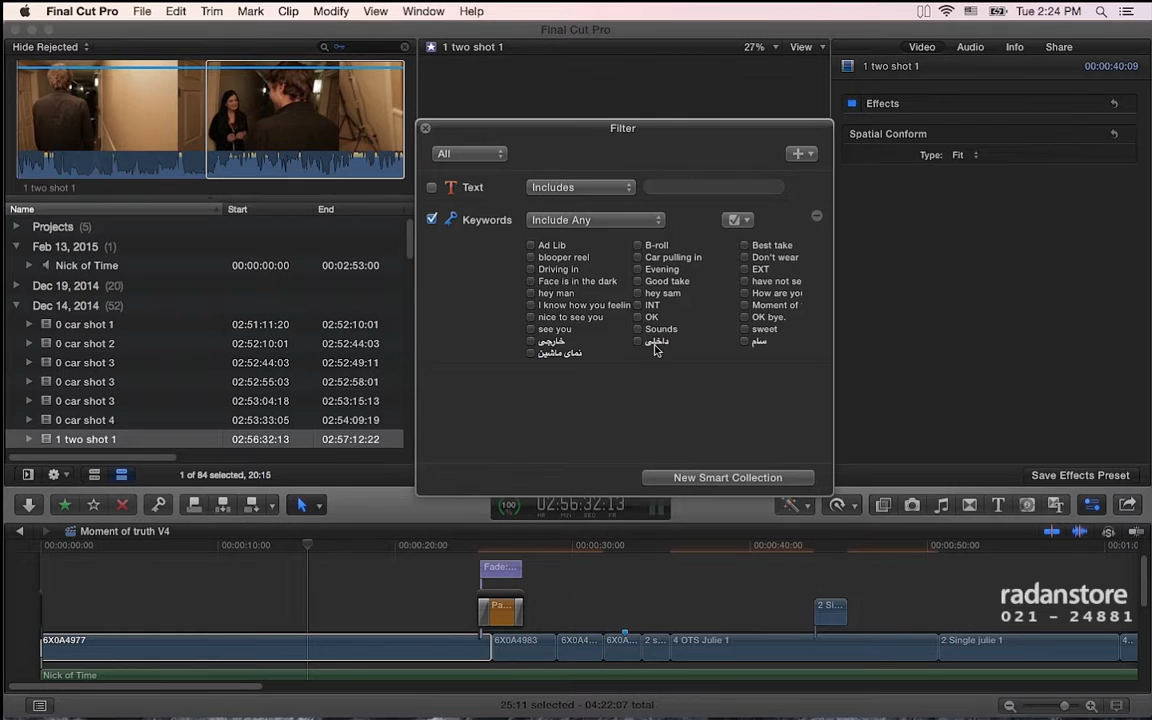 Final Cut Pro File Edit Trim Mark Clip Modify View Window Help Tue 2:24 PM
Final Cut Pro
Hide Rejected
1 two shot 1 27% View
Video Audio Info Share
1 two shot 1 00:00:40:09
Effects
Spatial Conform
Type: Fit
1 two shot 1
Name Start End
Projects (5)
Feb 13, 2015 (1)
Nick of Time 00:00:00:00 00:02:53:00
Dec 19, 2014 (20)
Dec 14, 2014 (52)
0 car shot 1 02:51:11:20 02:52:10:01
0 car shot 2 02:52:10:01 02:52:44:03
0 car shot 3 02:52:44:03 02:52:49:11
0 car shot 3 02:52:55:03 02:52:58:01
0 car shot 3 02:53:04:18 02:53:15:13
0 car shot 4 02:53:33:05 02:54:09:19
1 two shot 1 02:56:32:13 02:57:12:22
1 of 84 selected, 20:15
Filter
All
Text Includes
Keywords Include Any
Ad Lib B-roll Best take
blooper reel Car pulling in Don't wear
Driving in Evening EXT
Face is in the dark Good take have not se
hey man hey sam How are you
I know how you feelin INT Moment of
nice to see you OK OK bye.
see you Sounds sweet
خارجی داخلی سام
نمای ماشین
New Smart Collection
Save Effects Preset
100 02:56:32:13
HR MIN SEC FR
Moment of truth V4
00:00:00:00 00:00:10:00 00:00:20:00 00:00:30:00 00:00:40:00 00:00:50:00 00:01:0
Fade:...
Pa... 2 Si...
6X0A4977 6X0A4983 6X0A4... 6X0A... 2 s... 4 OTS Julie 1 2 Single julie 1 4..
Nick of Time
radanstore
021 - 24881
25:11 selected - 04:22:07 total